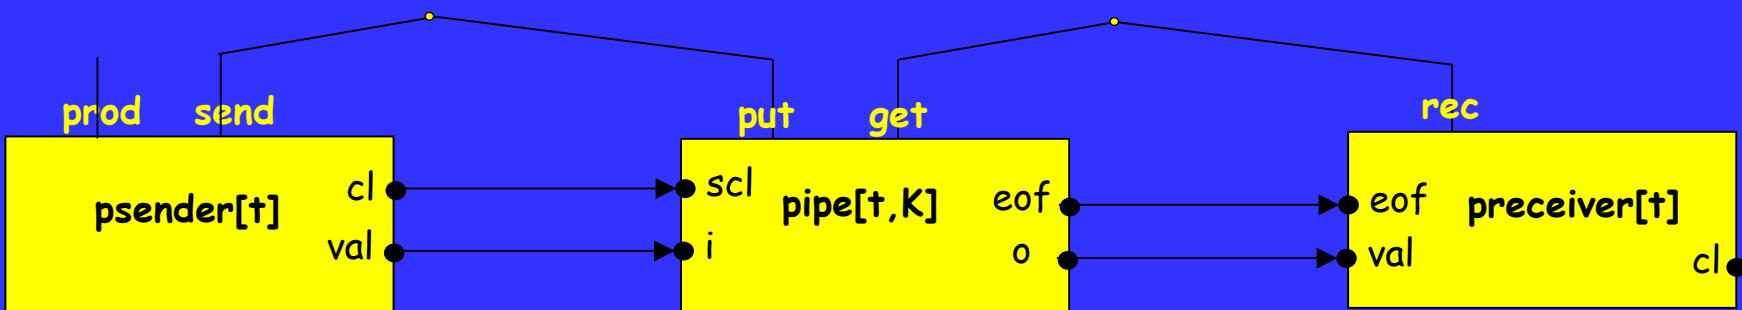 prod send put get rec
cl scl eof eof
psender[t] pipe[t,K] preceiver[t]
val i o val cl